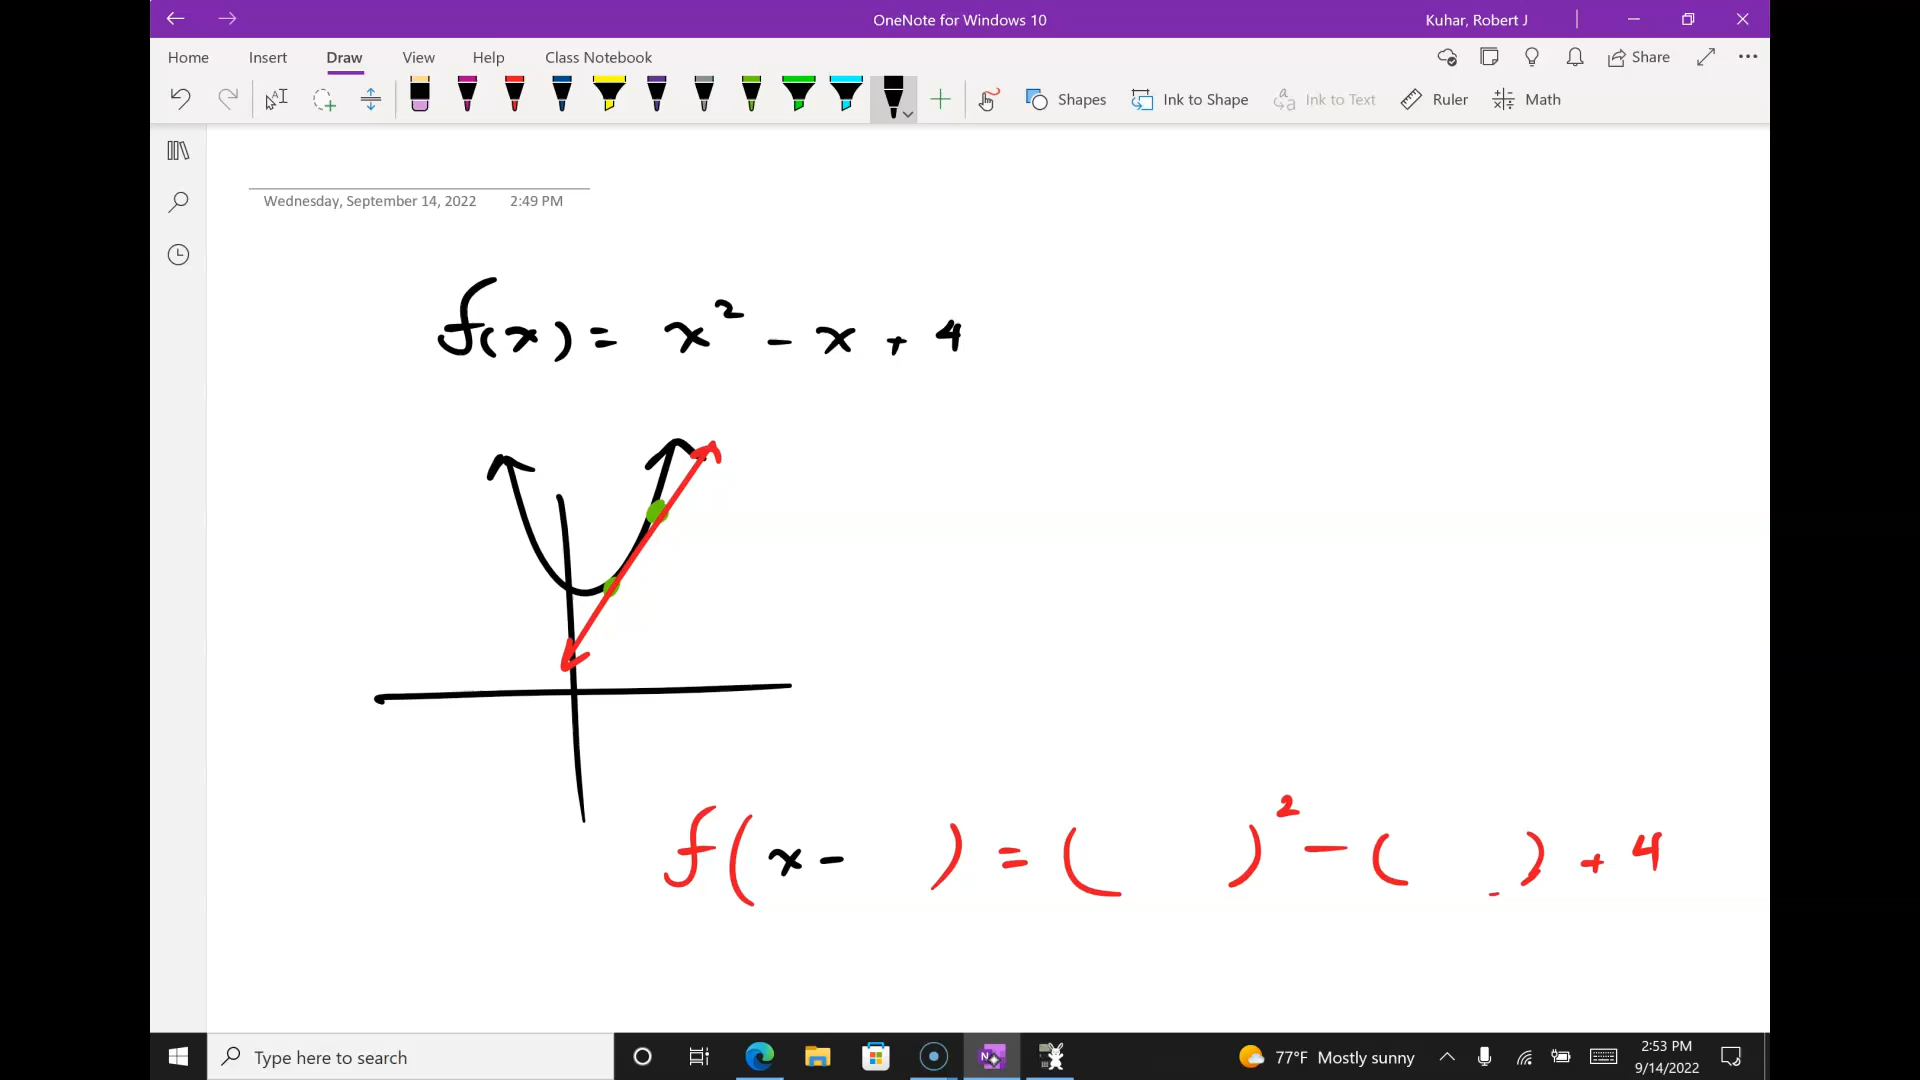 OneNote for Windows 10
Kuhar, Robert J
Home Insert Draw View Help Class Notebook
Share
Shapes Ink to Shape Ink to Text Ruler Math
Wednesday, September 14, 2022 2:49 PM
f(x) = x² - x + 4
f(x - ) = ( )² - ( ) + 4
Type here to search
77°F Mostly sunny
2:53 PM
9/14/2022